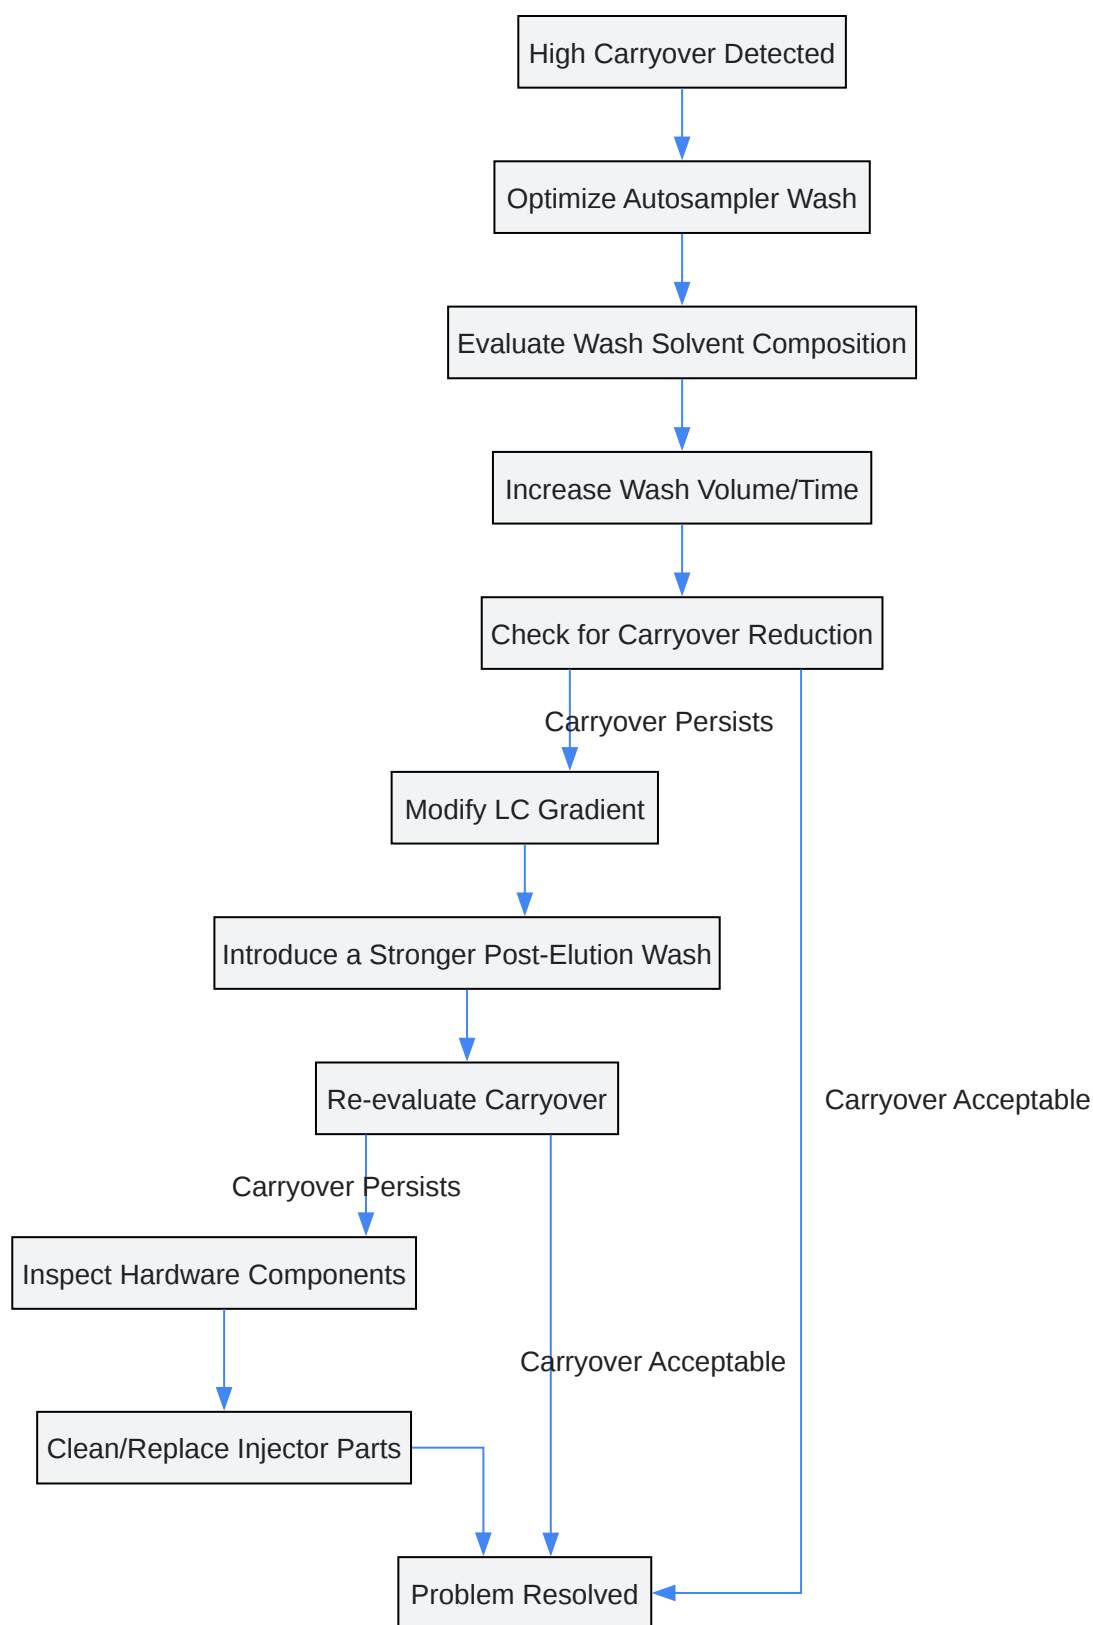 High Carryover Detected
Optimize Autosampler Wash
Evaluate Wash Solvent Composition
Increase Wash Volume/Time
Check for Carryover Reduction
Carryover Persists
Modify LC Gradient
Introduce a Stronger Post-Elution Wash
Re-evaluate Carryover
Carryover Acceptable
Carryover Persists
Inspect Hardware Components
Carryover Acceptable
Clean/Replace Injector Parts
Problem Resolved